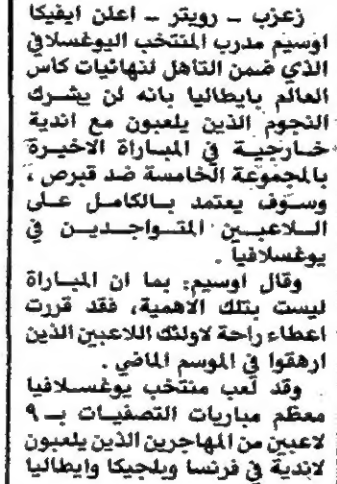 زغرب ـ رويتر ـ اعلن ايفيكا
اوسيم مدرب المنتخب اليوغسلافي
الذي ضمن التاهل لنهائيات كاس
العالم بايطاليا بانه لن يشرك
النجوم الذين يلعبون مع اندية
خارجية في المباراة الاخيرة
بالمجموعة الخامسة ضد قبرص ،
وسوف يعتمد بالكامل على
اللاعبين المتواجدين في
يوغسلافيا .
وقال اوسيم: بما ان المباراة
ليست بتلك الاهمية، فقد قررت
اعطاء راحة لاولئك اللاعبين الذين
ارهقوا في الموسم الماضي .
وقد لعب منتخب يوغسلافيا
معظم مباريات التصفيات بـ ٩
لاعبين من المهاجرين الذين يلعبون
لاندية في فرنسا وبلجيكا وايطاليا